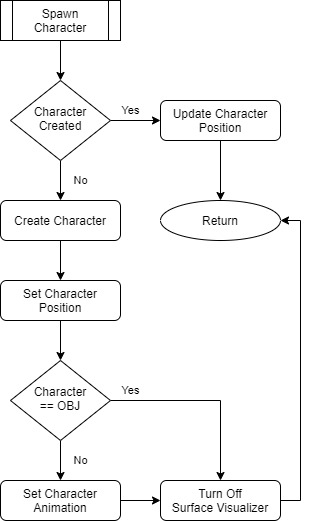 Spawn
Character
Character
Created
Yes
Update Character
Position
No
Create Character
Return
Set Character
Position
Character
== OBJ
Yes
No
Set Character
Animation
Turn Off
Surface Visualizer